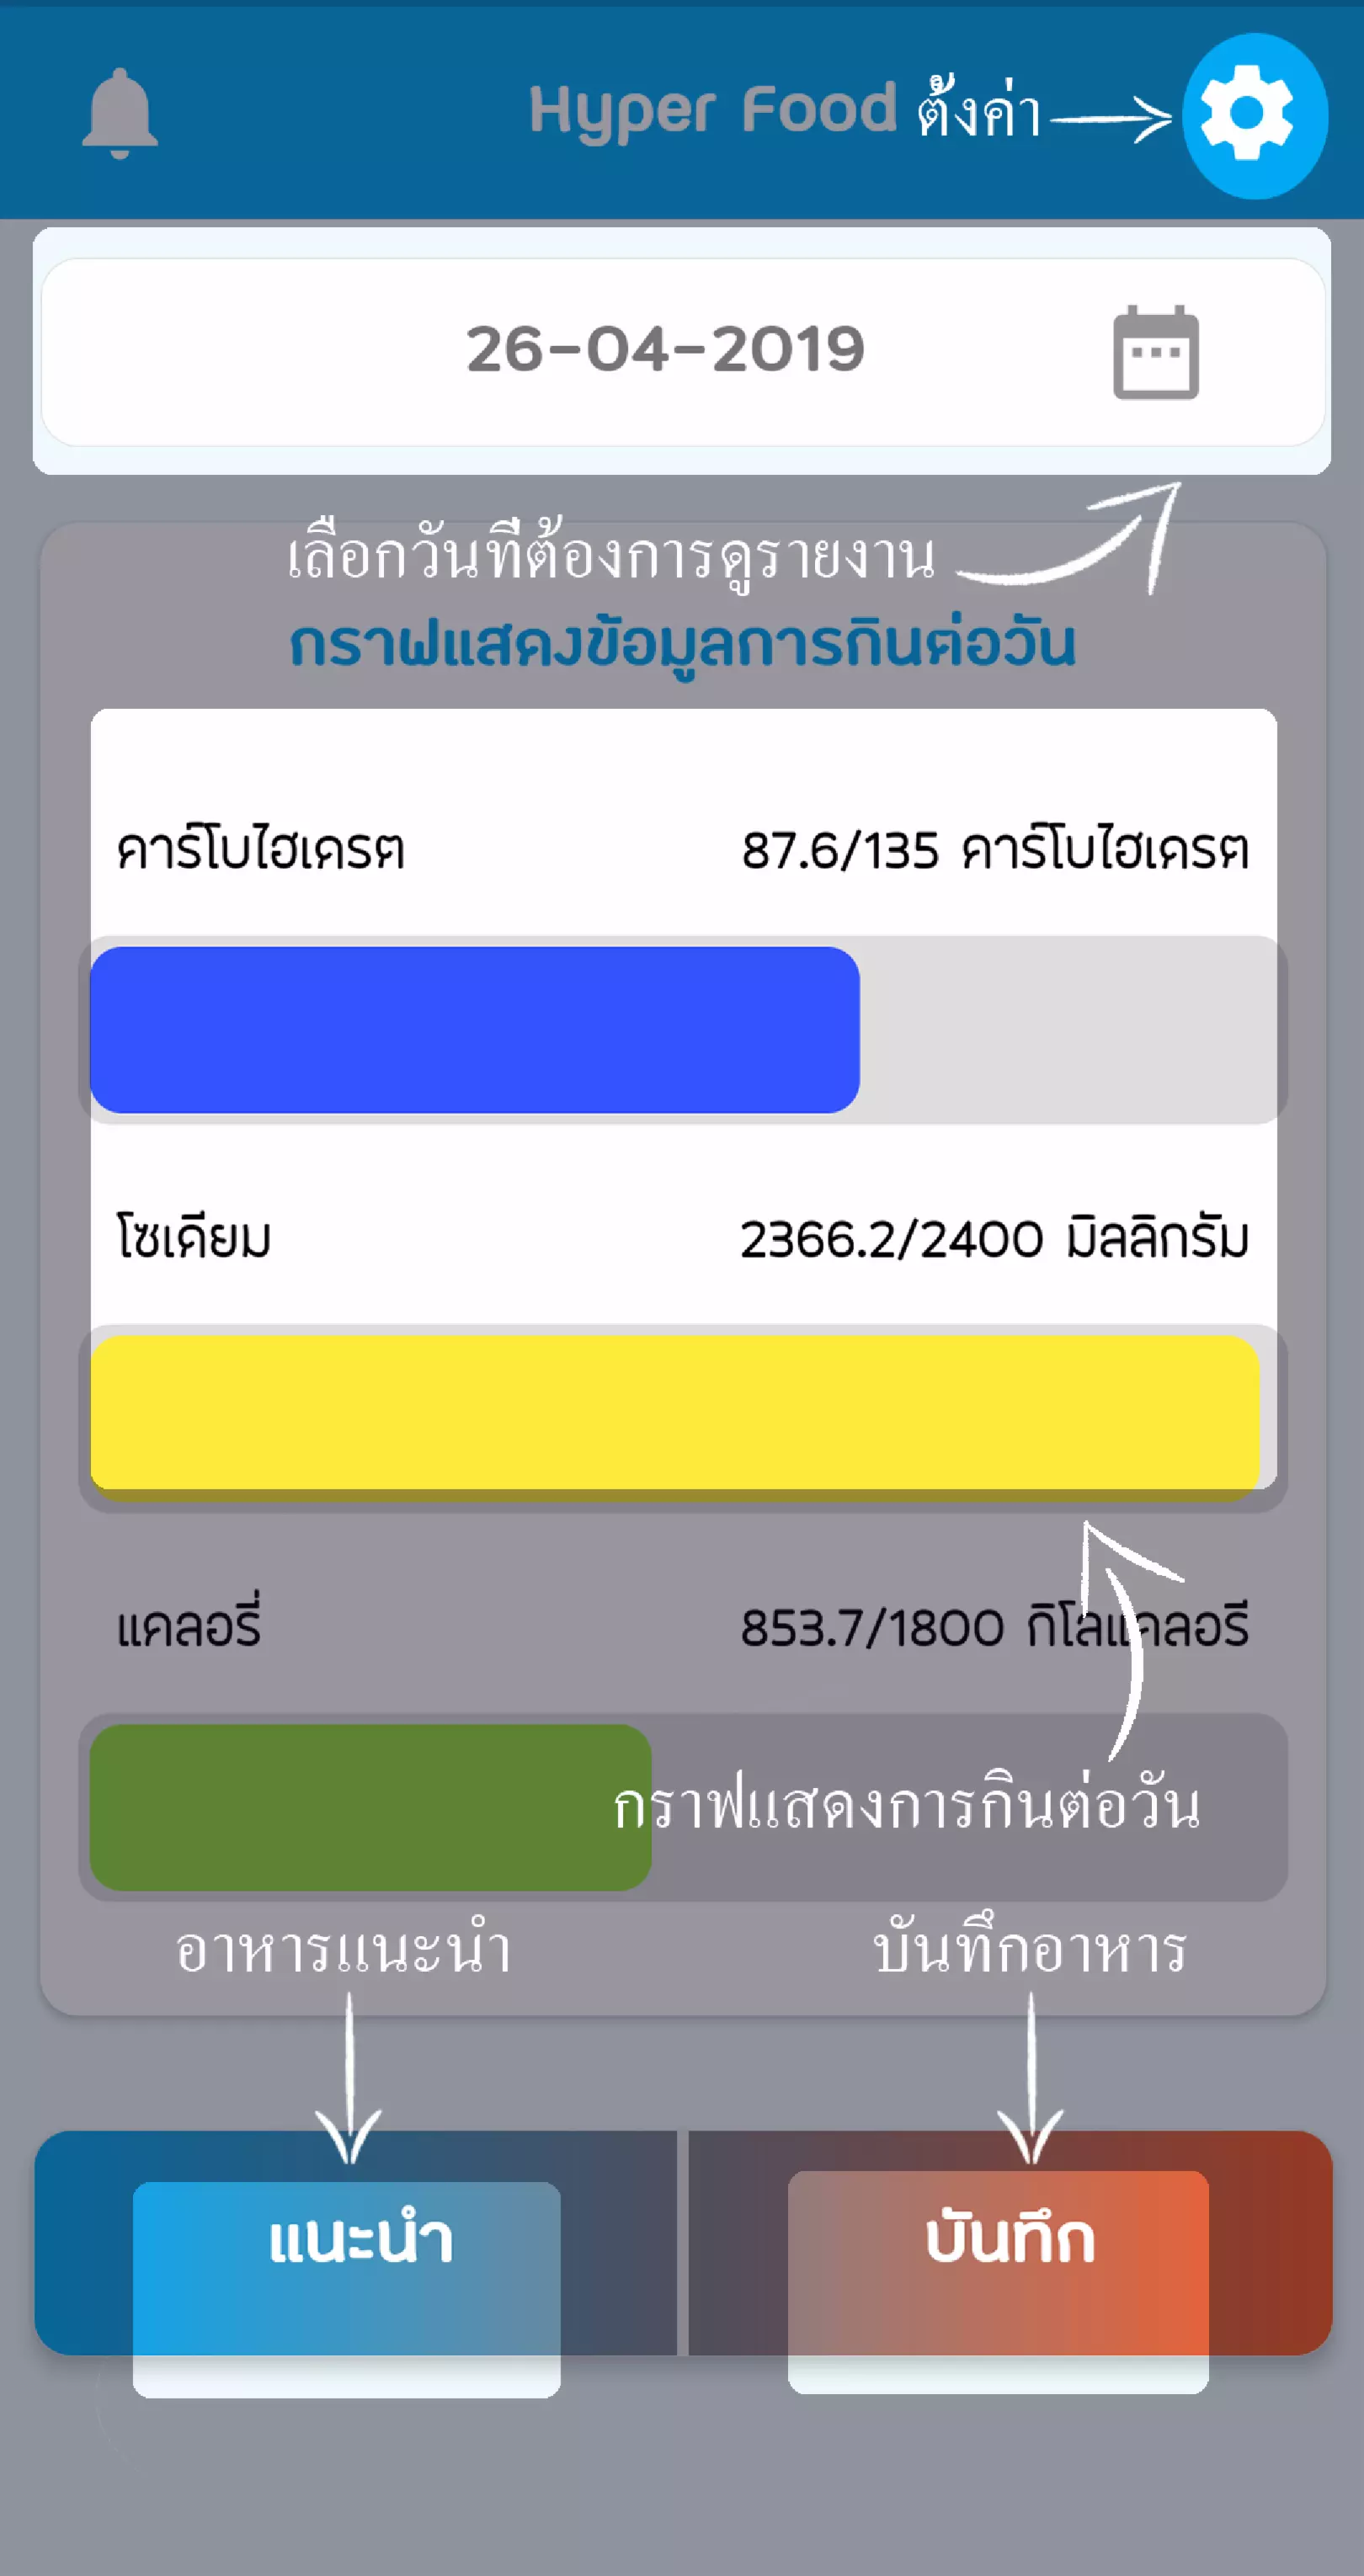 Hyper Food ตั้งค่า
26-04-2019
เลือกวันที่ต้องการดูรายงาน
กราฟแสดงข้อมูลการกินต่อวัน
คาร์โบไฮเดรต 87.6/135 คาร์โบไฮเดรต
โซเดียม 2366.2/2400 มิลลิกรัม
แคลอรี่ 853.7/1800 กิโลแคลอรี
กราฟแสดงการกินต่อวัน
อาหารแนะนำ บันทึกอาหาร
แนะนำ บันทึก